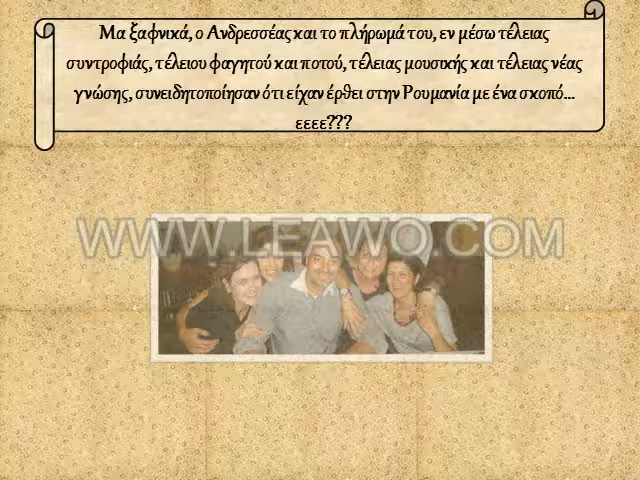 Μα ξαφνικά, ο Ανδρεσσέας και το πλήρωμά του, εν μέσω τέλειας
συντροφιάς, τέλειου φαγητού και ποτού, τέλειας μουσικής και τέλειας νέας
γνώσης, συνειδητοποίησαν ότι είχαν έρθει στην Ρουμανία με ένα σκοπό...
εεεε???
WWW.LEAWO.COM